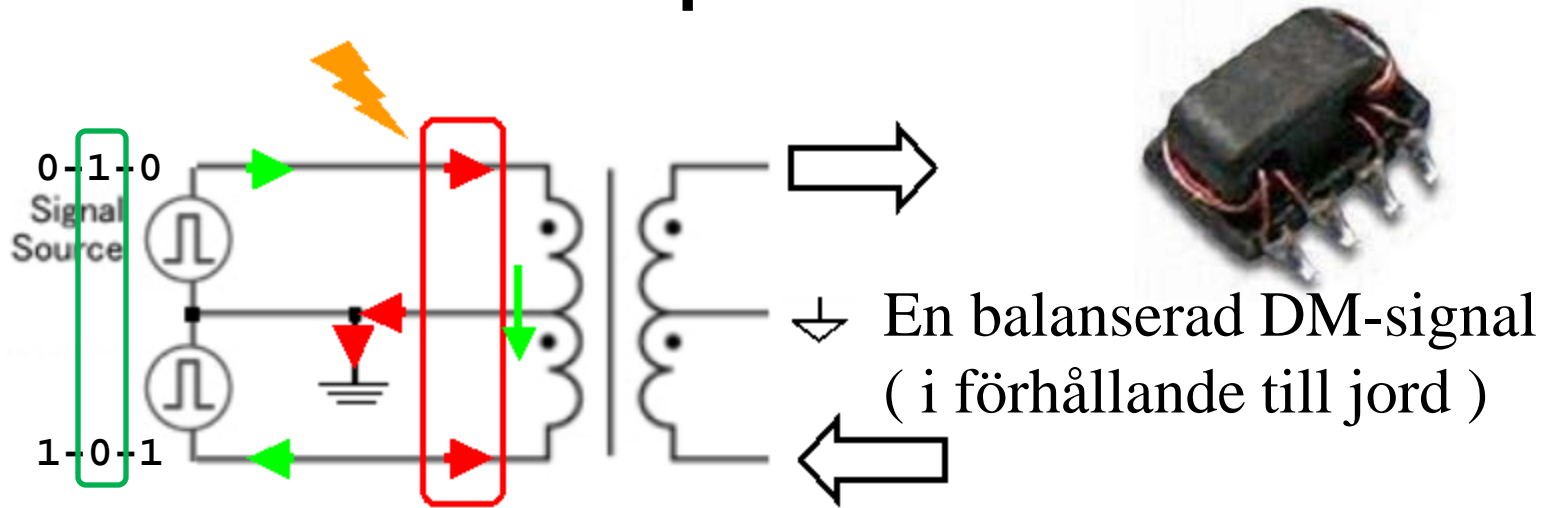 0-1-0
Signal
Source
1-0-1
En balanserad DM-signal
( i förhållande till jord )